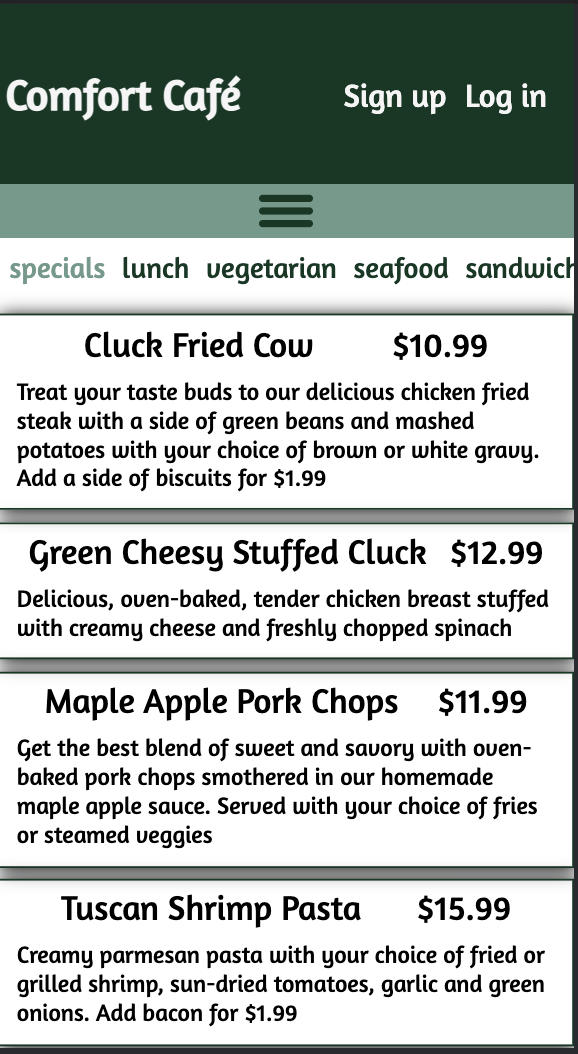 Comfort Café
Sign up Log in
specials lunch vegetarian seafood sandwich
Cluck Fried Cow $10.99
Treat your taste buds to our delicious chicken fried
steak with a side of green beans and mashed
potatoes with your choice of brown or white gravy.
Add a side of biscuits for $1.99
Green Cheesy Stuffed Cluck $12.99
Delicious, oven-baked, tender chicken breast stuffed
with creamy cheese and freshly chopped spinach
Maple Apple Pork Chops $11.99
Get the best blend of sweet and savory with oven-
baked pork chops smothered in our homemade
maple apple sauce. Served with your choice of fries
or steamed veggies
Tuscan Shrimp Pasta $15.99
Creamy parmesan pasta with your choice of fried or
grilled shrimp, sun-dried tomatoes, garlic and green
onions. Add bacon for $1.99